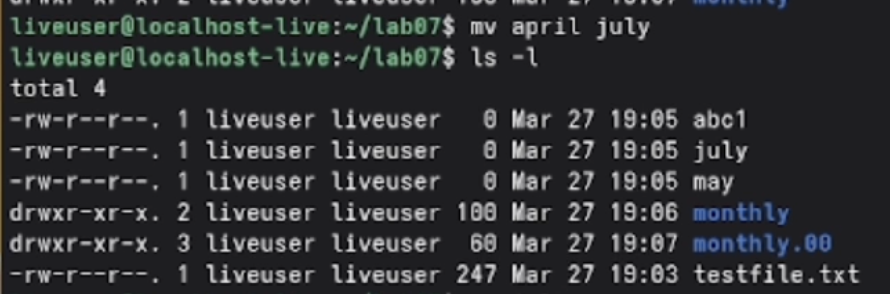 liveuser@localhost-live:~/lab07$ mv april july
liveuser@localhost-live:~/lab07$ ls -l
total 4
-rw-r--r--. 1 liveuser liveuser   0 Mar 27 19:05 abc1
-rw-r--r--. 1 liveuser liveuser   0 Mar 27 19:05 july
-rw-r--r--. 1 liveuser liveuser   0 Mar 27 19:05 may
drwxr-xr-x. 2 liveuser liveuser 100 Mar 27 19:06 monthly
drwxr-xr-x. 3 liveuser liveuser  60 Mar 27 19:07 monthly.00
-rw-r--r--. 1 liveuser liveuser 247 Mar 27 19:03 testfile.txt